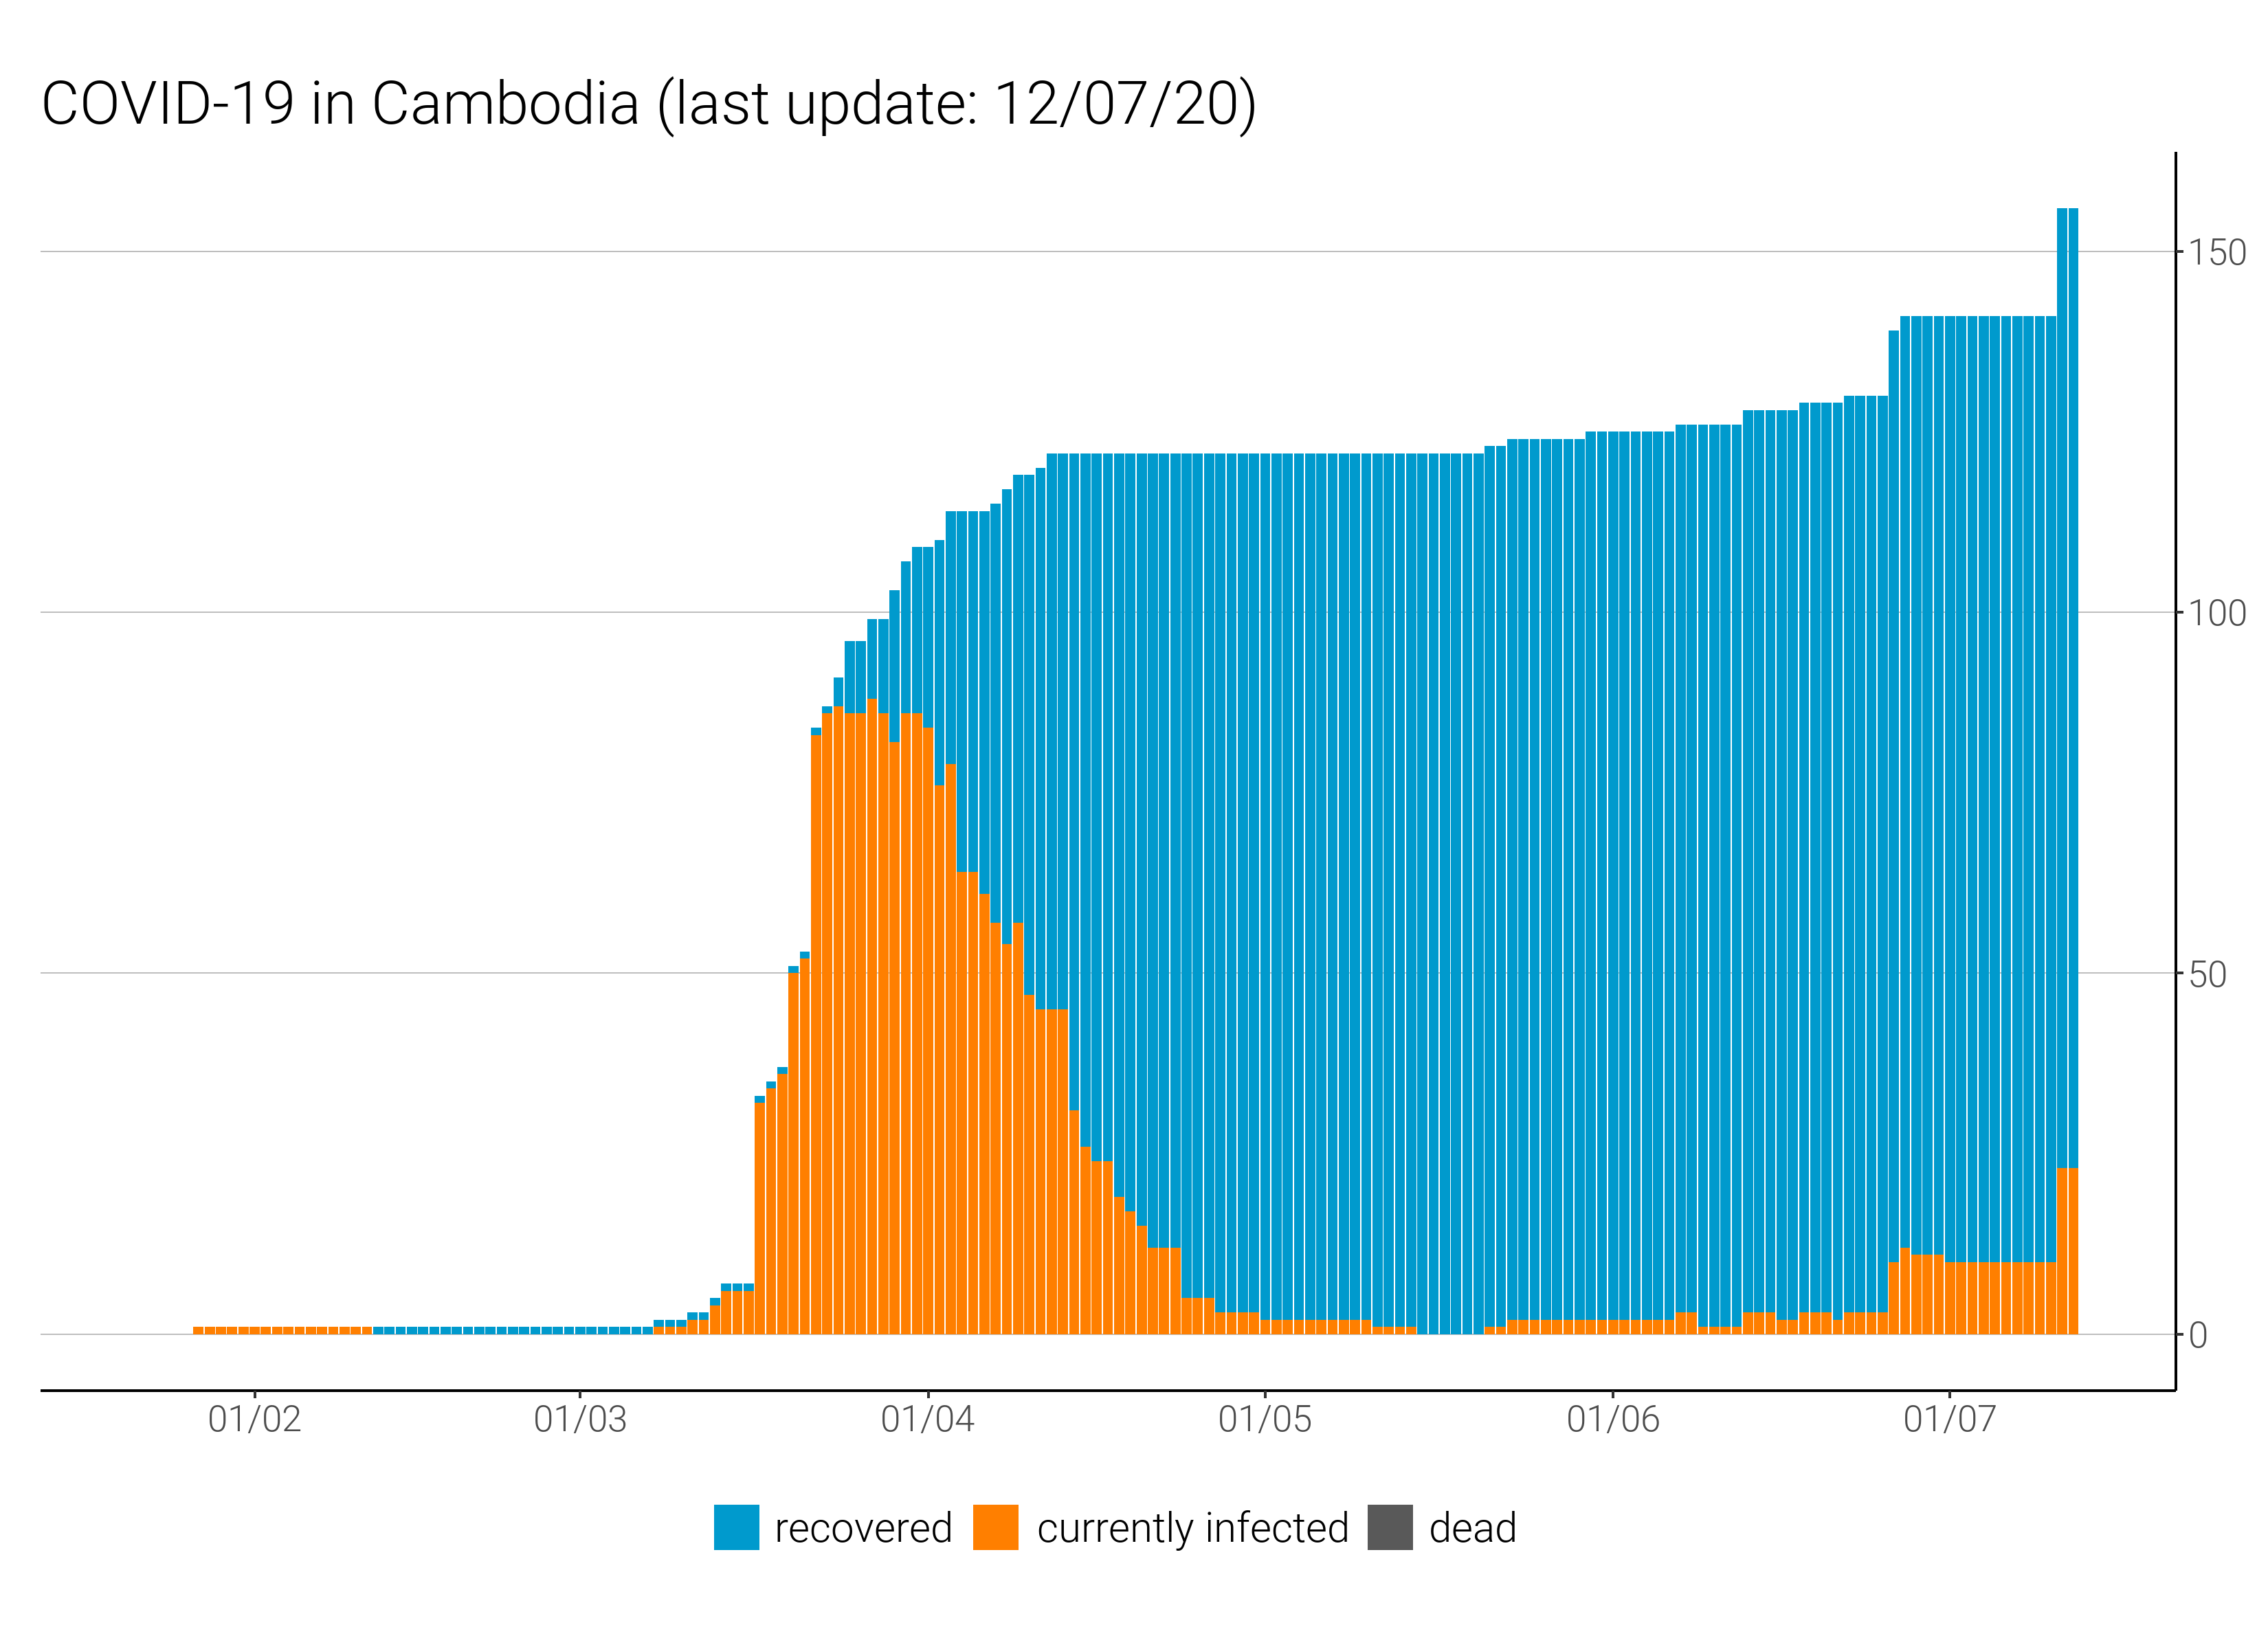 COVID-19 in Cambodia (last update: 12/07/20)
150
100
50
0
01/02 01/03 01/04 01/05 01/06 01/07
recovered currently infected dead